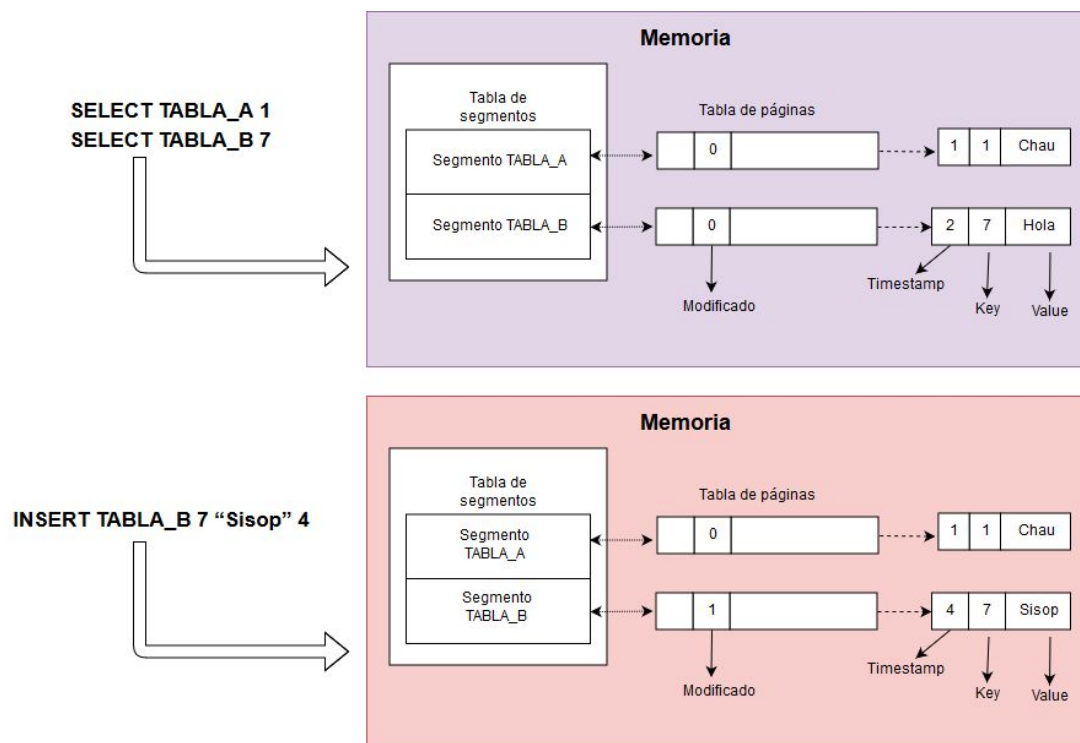 Memoria
SELECT TABLA_A 1
SELECT TABLA_B 7
Tabla de
segmentos
Segmento TABLA_A
Segmento TABLA_B
Tabla de páginas
0
1 1 Chau
0
2 7 Hola
Modificado
Timestamp
Key
Value
Memoria
INSERT TABLA_B 7 “Sisop” 4
Tabla de
segmentos
Segmento
TABLA_A
Segmento
TABLA_B
Tabla de páginas
0
1 1 Chau
1
4 7 Sisop
Modificado
Timestamp
Key
Value